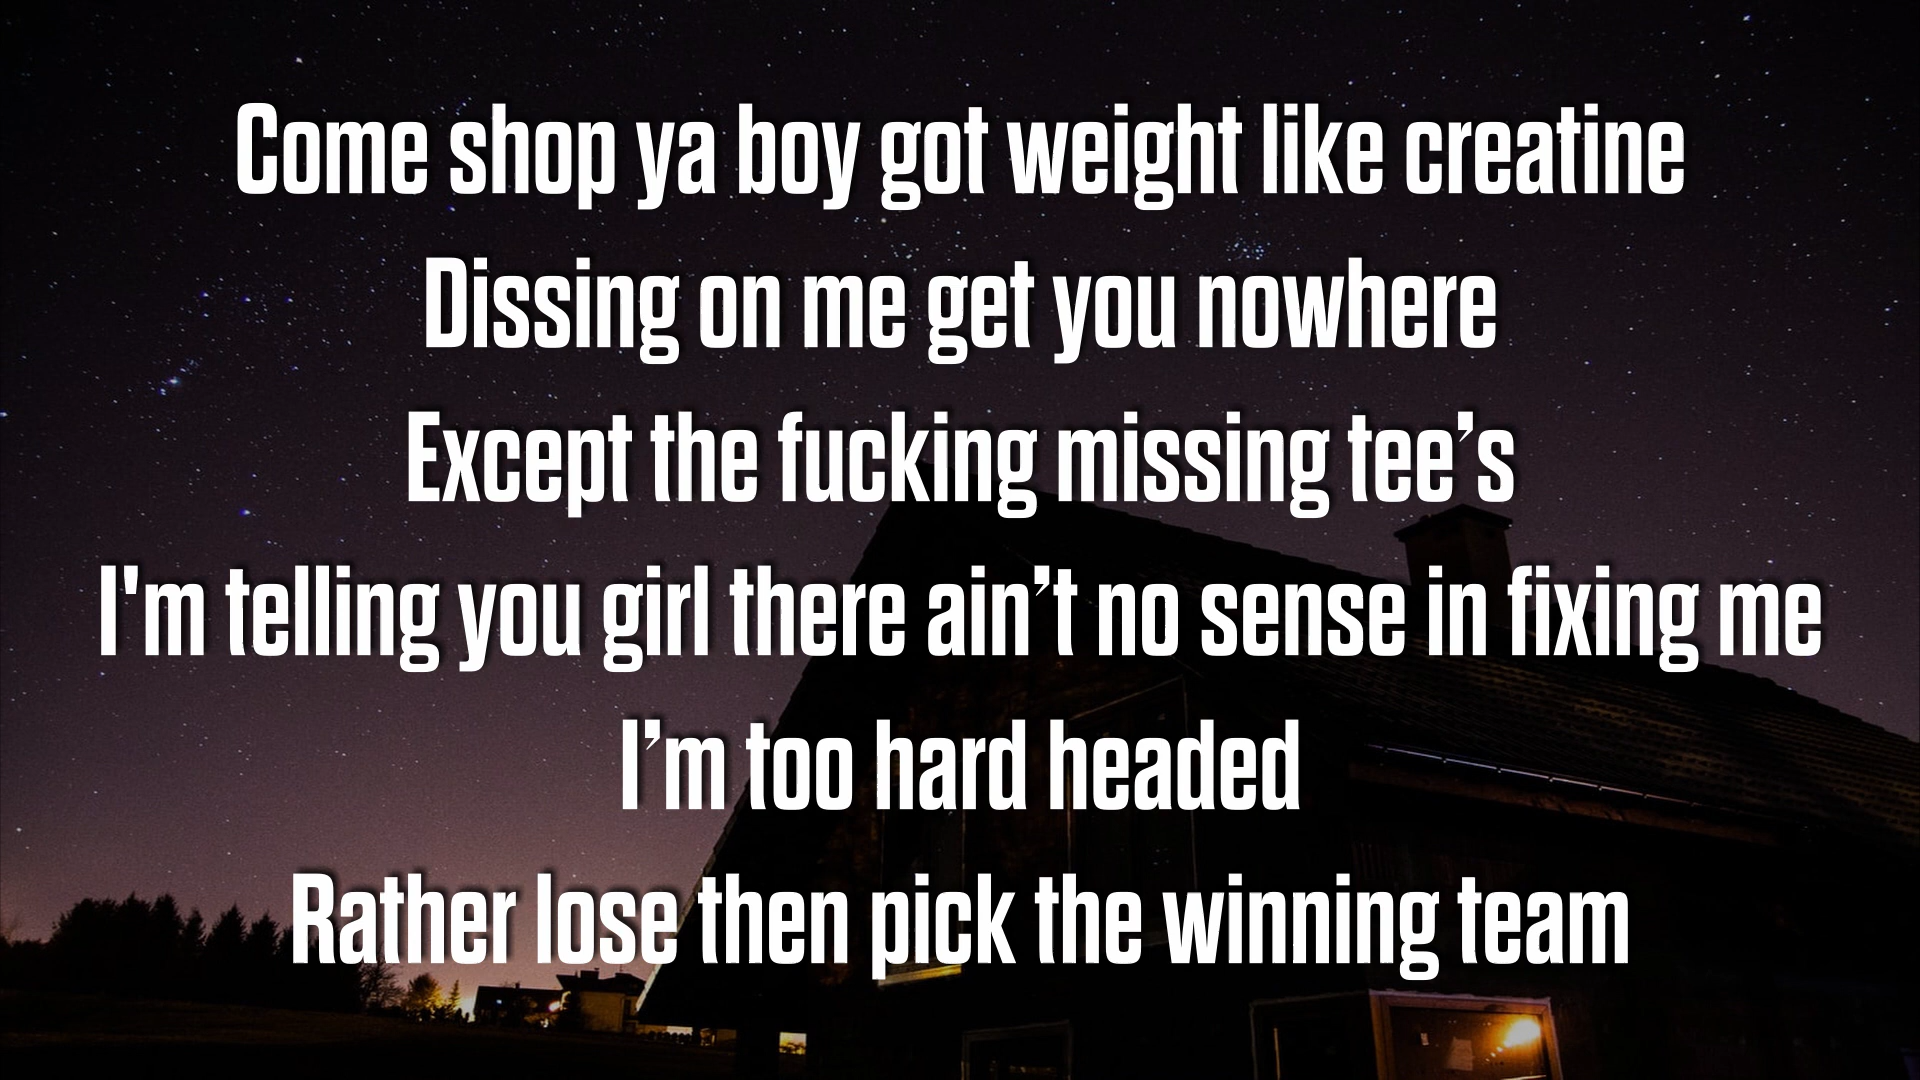 Come shop ya boy got weight like creatine
Dissing on me get you nowhere
Except the fucking missing tee’s
I'm telling you girl there ain’t no sense in fixing me
I’m too hard headed
Rather lose then pick the winning team